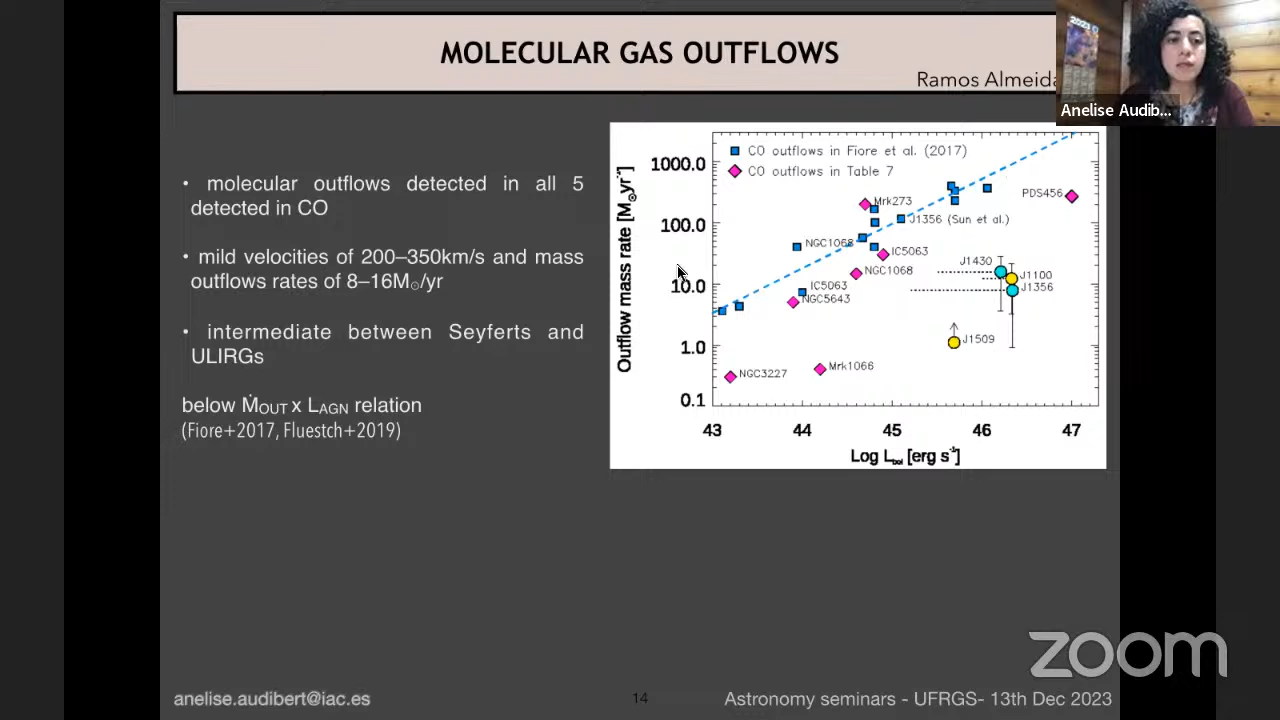 MOLECULAR GAS OUTFLOWS
Ramos Almeida
2023
Anelise Audib...
• molecular outflows detected in all 5
detected in CO
• mild velocities of 200–350km/s and mass
outflows rates of 8–16M☉/yr
• intermediate between Seyferts and
ULIRGs
below ṀOUT x LAGN relation
(Fiore+2017, Fluestch+2019)
Outflow mass rate [M☉yr⁻¹]
1000.0
100.0
10.0
1.0
0.1
CO outflows in Fiore et al. (2017)
CO outflows in Table 7
Mrk273
PDS456
J1356 (Sun et al.)
NGC1068
IC5063
J1430
NGC1068
J1100
IC5063
J1356
NGC5643
J1509
Mrk1066
NGC3227
43 44 45 46 47
Log Lbol [erg s⁻¹]
zoom
anelise.audibert@iac.es
14
Astronomy seminars - UFRGS- 13th Dec 2023